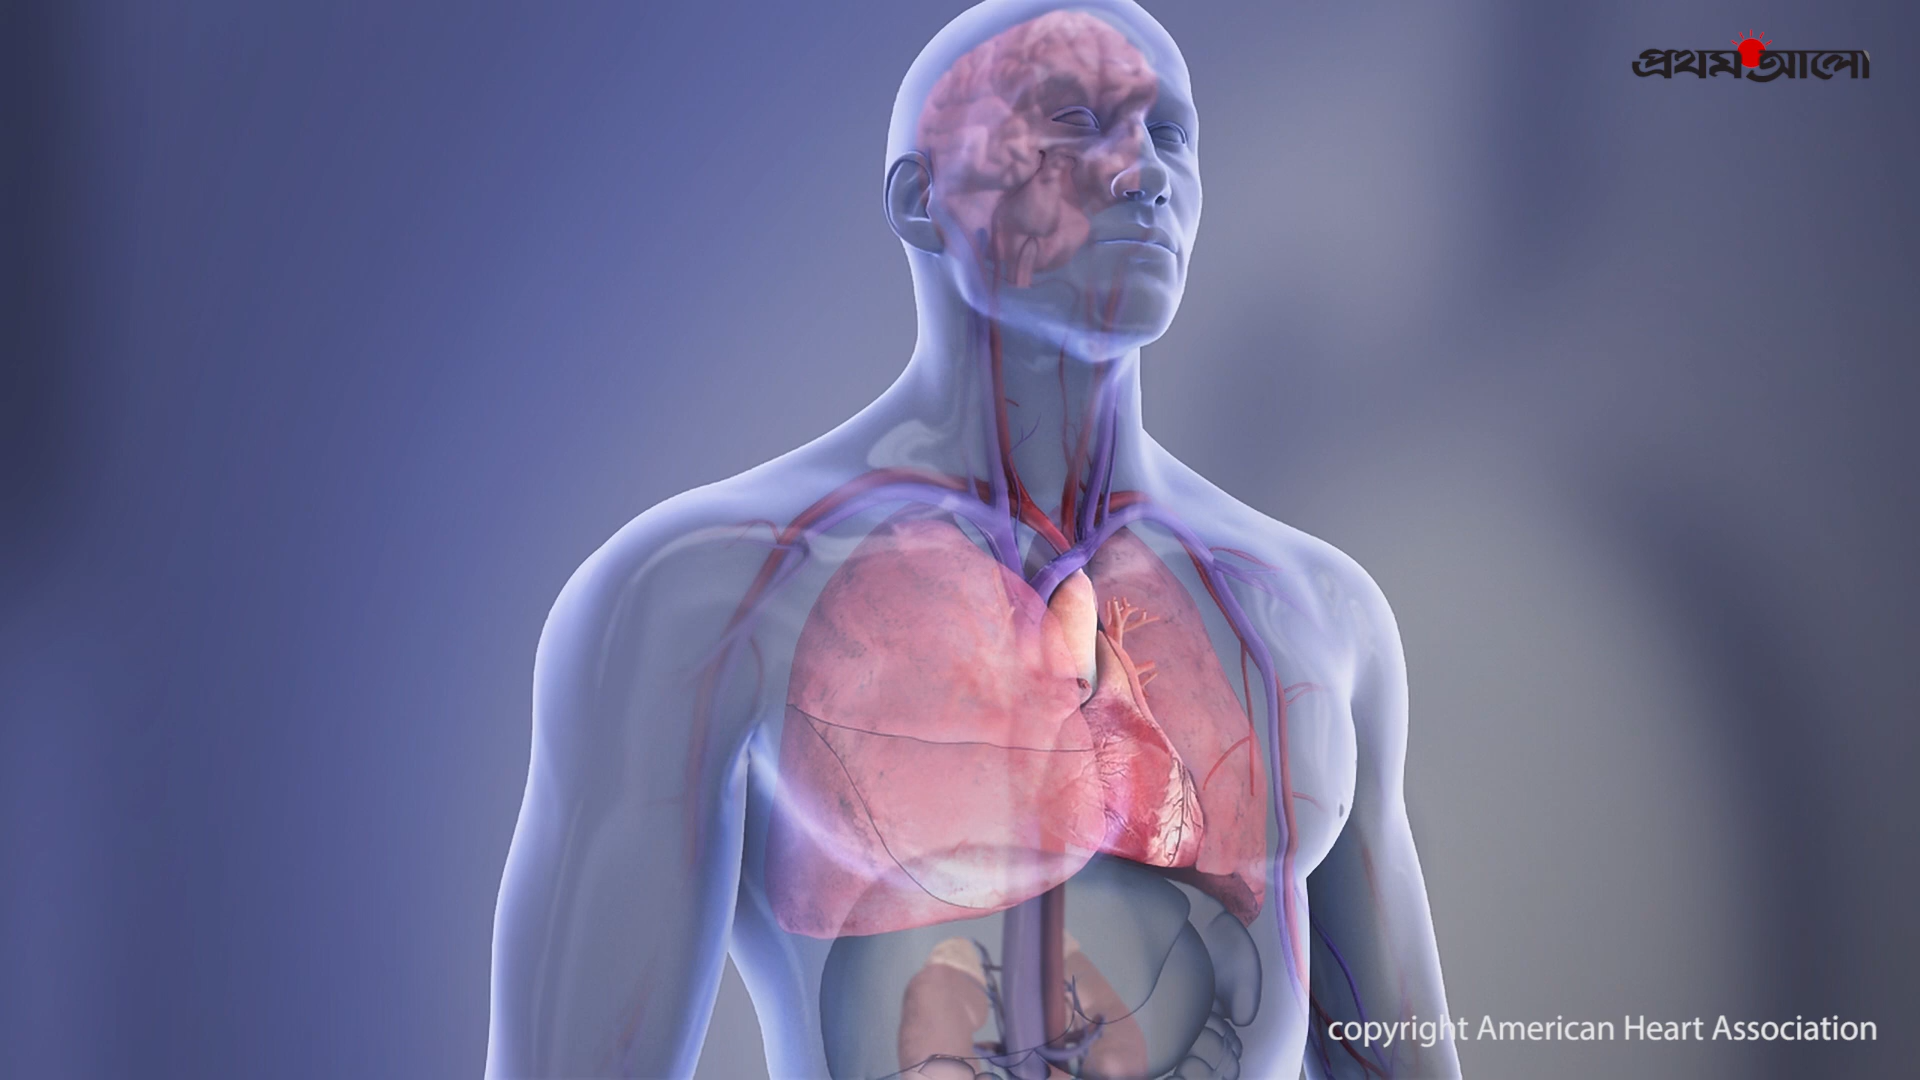 প্রথম আলো
copyright American Heart Association